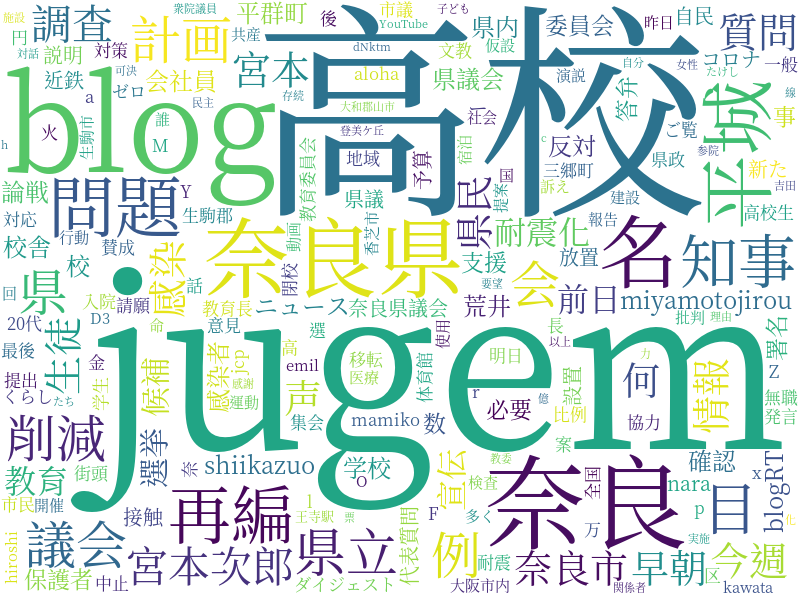 衆院議員
子ども
施設
調査
円
対話
説明
近鉄
対策
可決
共産
計画
会社員
ゼロ
a
平群町
宮本
後
市議
YouTube
dNktm
aloha
大和郡山市
県内
文教
仮設
県議会
委員会
昨日
演説
自民
コロナ
自分
答弁
女性
たけし
質問
一般
線
事
h
blog
生駒市
火
誰
M
民主
存続
高校
登美ケ丘
地域
教育委員会
県議
予算
社会
宿泊
国
提案
c
反対
三郷町
訴え
建設
ご覧
県政
参院
平城
新た
吉田
高校生
論戦
対応
校舎
問題
行動
賛成
Y
生駒郡
奈良県
動画
香芝市
県民
耐震化
報告
名
知事
化
県
校
感染
話
閉校
支援
要望
放置
会
前日
miyamotojirou
回
20代
入院
請願
D3
教育長
命
ニュース
意見
奈良県議会
選
荒井
使用
長
批判
理由
以上
署名
最後
提出
くらし
たち
生徒
金
学生
jugem
候補
感染者
jcp
感謝
運動
高
emil
声
集会
移転
医療
体育館
明日
r
必要
設置
比例
億
何
力
協力
情報
Z
無職
発言
削減
教育
街頭
選挙
奈
shiikazuo
mamiko
数
学校
O
宣伝
案
教委
検査
全国
確認
nara
p
x
blogRT
市民
開催
接触
再編
l
王寺駅
票
代表質問
F
例
多く
奈良
万
目
実施
hiroshi
議会
保護者
中止
宮本次郎
県立
ダイジェスト
耐震
大阪市内
奈良市
関係者
早朝
区
今週
kawata